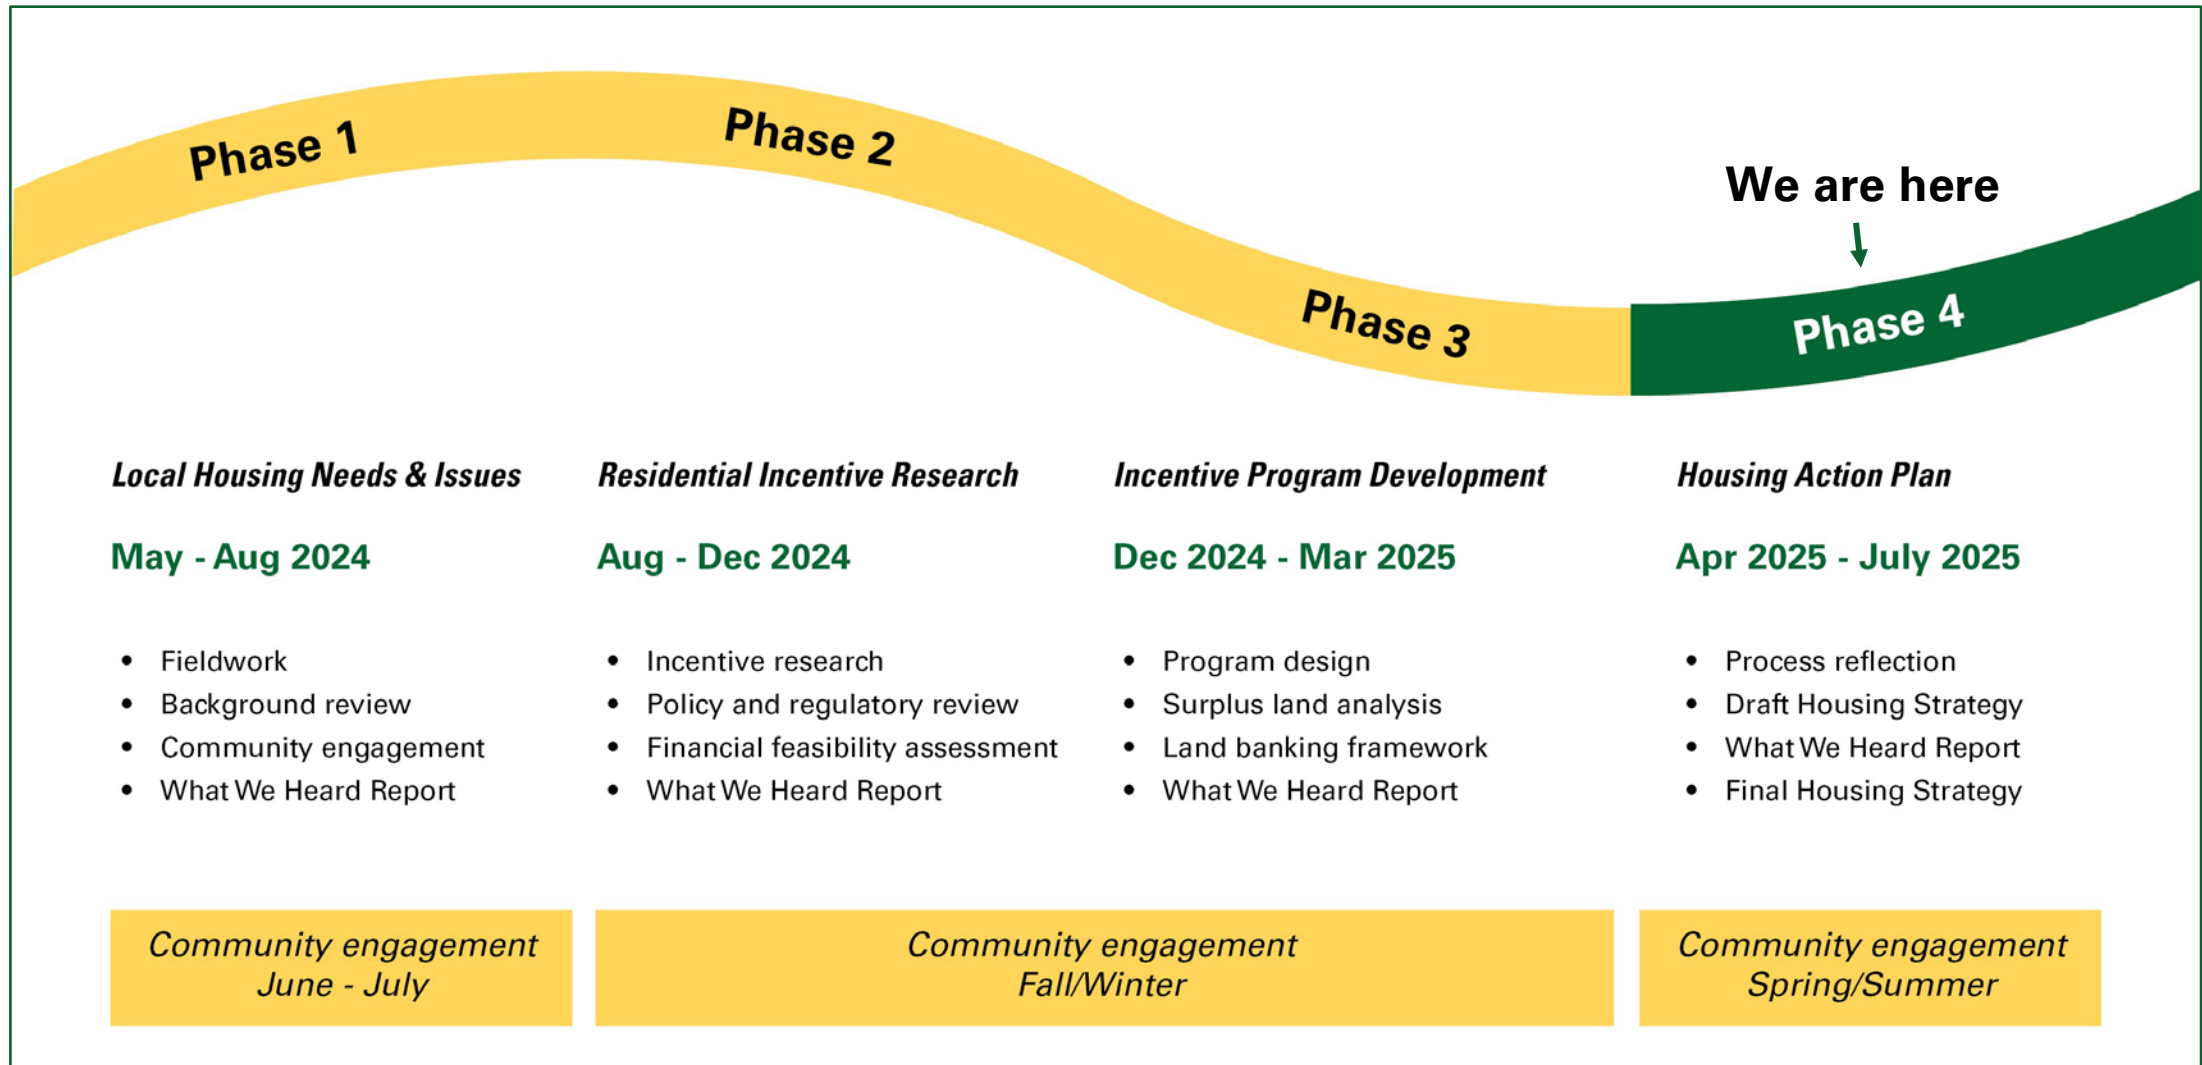 Phase 1
Phase 2
Phase 3
We are here
Phase 4
Local Housing Needs & Issues
May - Aug 2024
• Fieldwork
• Background review
• Community engagement
• What We Heard Report
Residential Incentive Research
Aug - Dec 2024
• Incentive research
• Policy and regulatory review
• Financial feasibility assessment
• What We Heard Report
Incentive Program Development
Dec 2024 - Mar 2025
• Program design
• Surplus land analysis
• Land banking framework
• What We Heard Report
Housing Action Plan
Apr 2025 - July 2025
• Process reflection
• Draft Housing Strategy
• What We Heard Report
• Final Housing Strategy
Community engagement
June - July
Community engagement
Fall/Winter
Community engagement
Spring/Summer